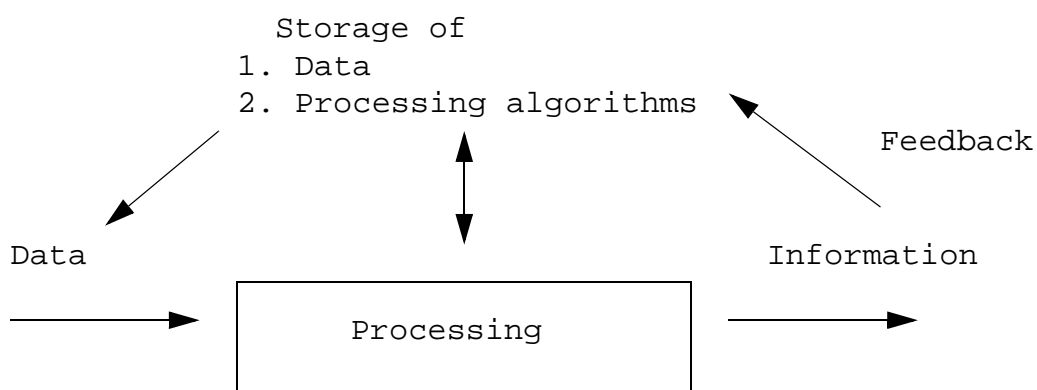 Storage of
1. Data
2. Processing algorithms
Feedback
Data
Information
Processing